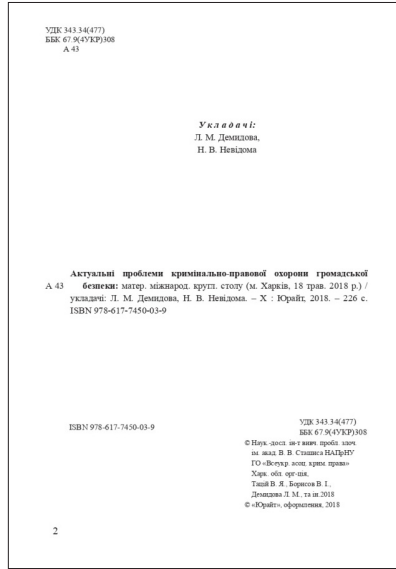 УДК 343.34(477)
ББК 67.9(4УКР)308
А 43
Укладачі:
Л. М. Демидова,
Н. В. Невідома
Актуальні проблеми кримінально-правової охорони громадської
А 43 безпеки: матер. міжнарод. кругл. столу (м. Харків, 18 трав. 2018 р.) /
укладачі: Л. М. Демидова, Н. В. Невідома. – Х : Юрайт, 2018. – 226 с.
ISBN 978-617-7450-03-9
ISBN 978-617-7450-03-9
УДК 343.34(477)
ББК 67.9(4УКР)308
© Наук.-досл. ін-т вивч. пробл. злоч.
ім. акад. В. В. Сташиса НАПрНУ
ГО «Всеукр. асоц. крим. права»
Харк. обл. орг-ція,
Тацій В. Я., Борисов В. І.,
Демидова Л. М., та ін.2018
© «Юрайт», оформлення, 2018
2